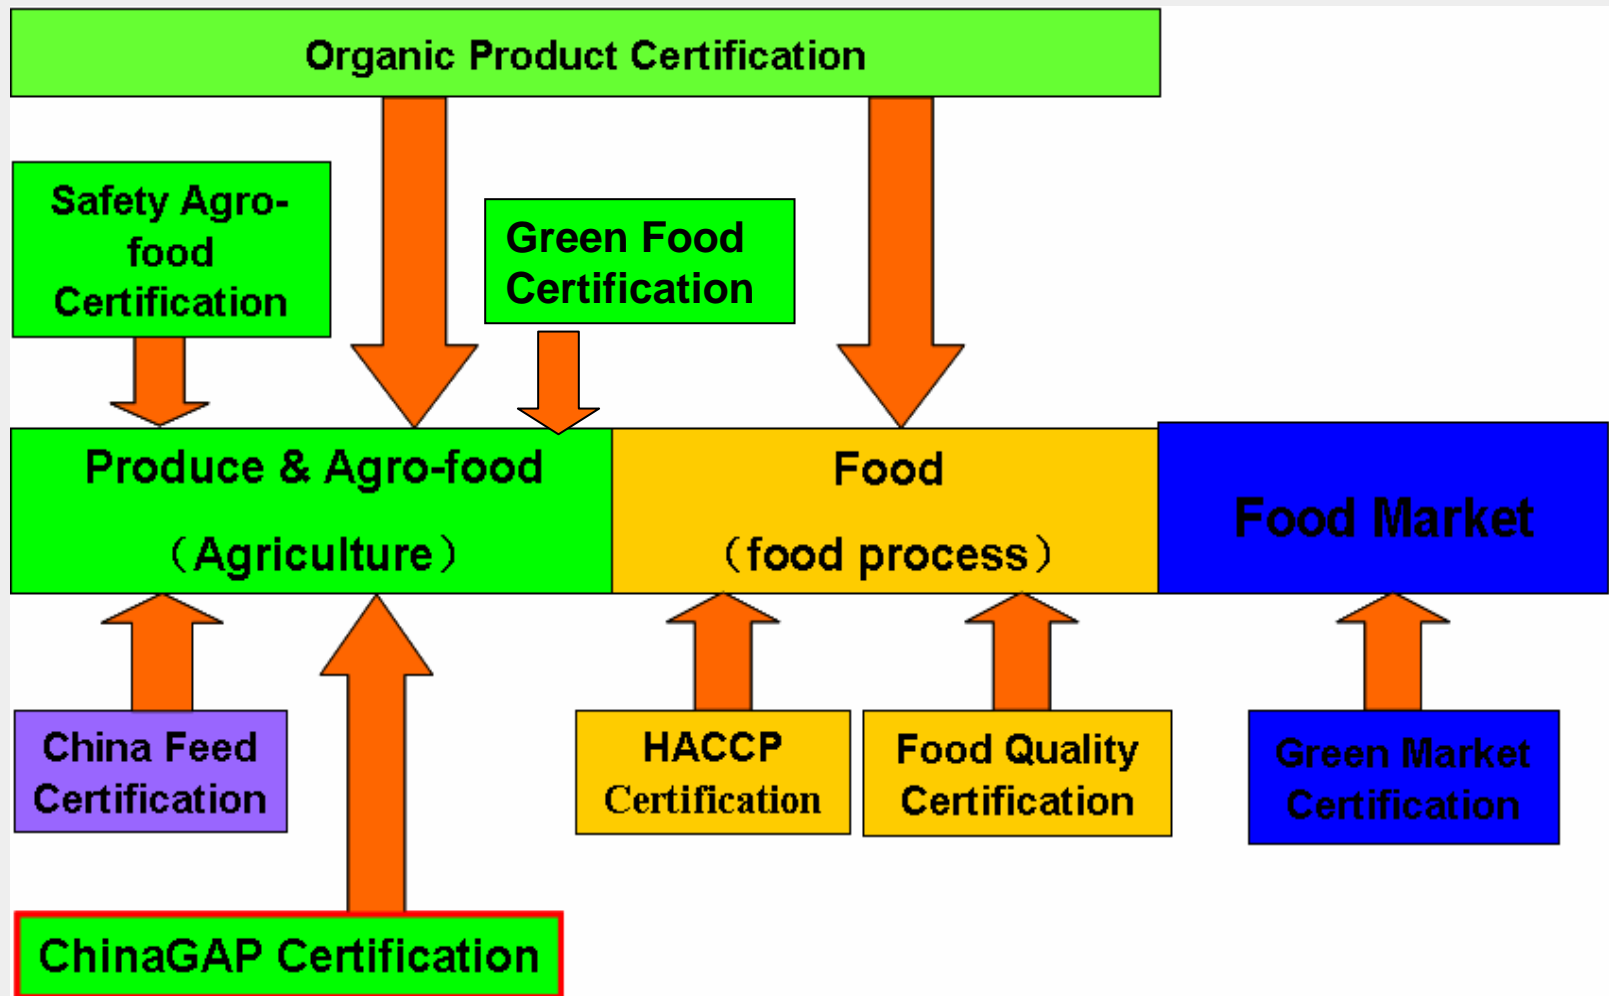 Organic Product Certification
Safety Agro-
food
Certification
Green Food
Certification
Produce & Agro-food
（Agriculture）
Food
（food process）
Food Market
China Feed
Certification
HACCP
Certification
Food Quality
Certification
Green Market
Certification
ChinaGAP Certification